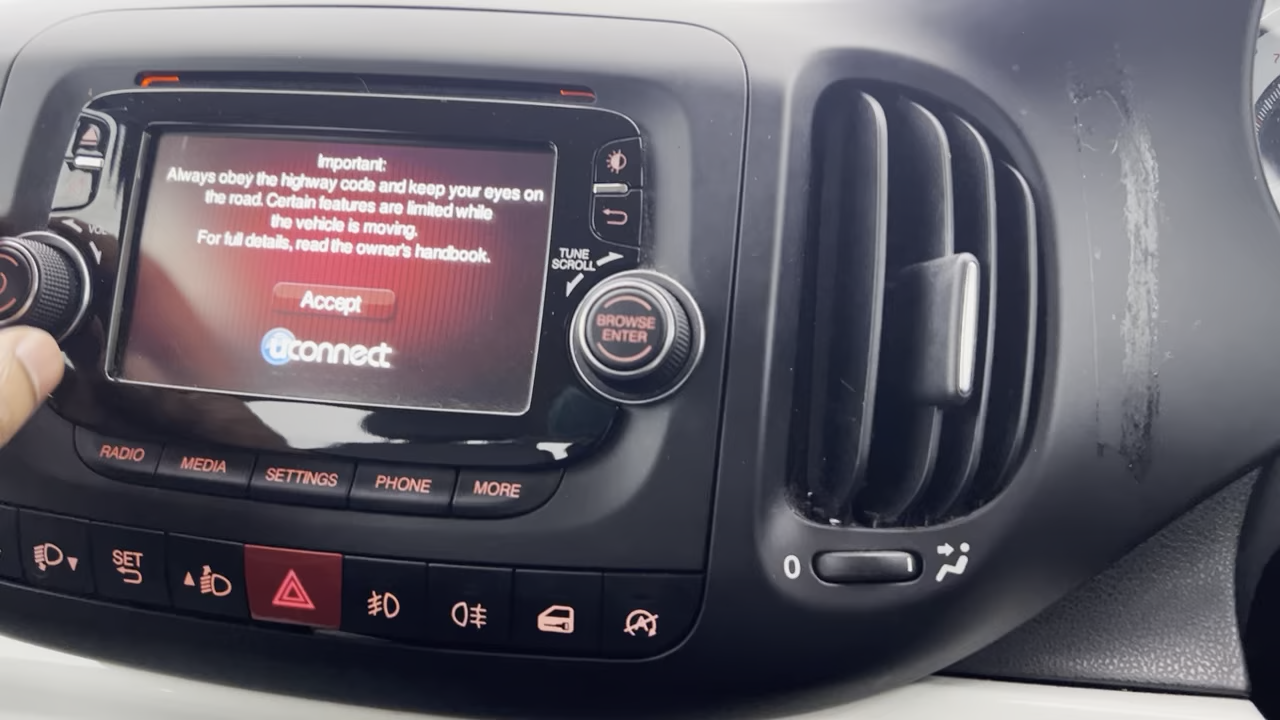 Important:
Always obey the highway code and keep your eyes on
the road. Certain features are limited while
the vehicle is moving.
For full details, read the owner's handbook.
Accept
uconnect
VOL
TUNE
SCROLL
BROWSE
ENTER
RADIO
MEDIA
SETTINGS
PHONE
MORE
SET
A
0
7